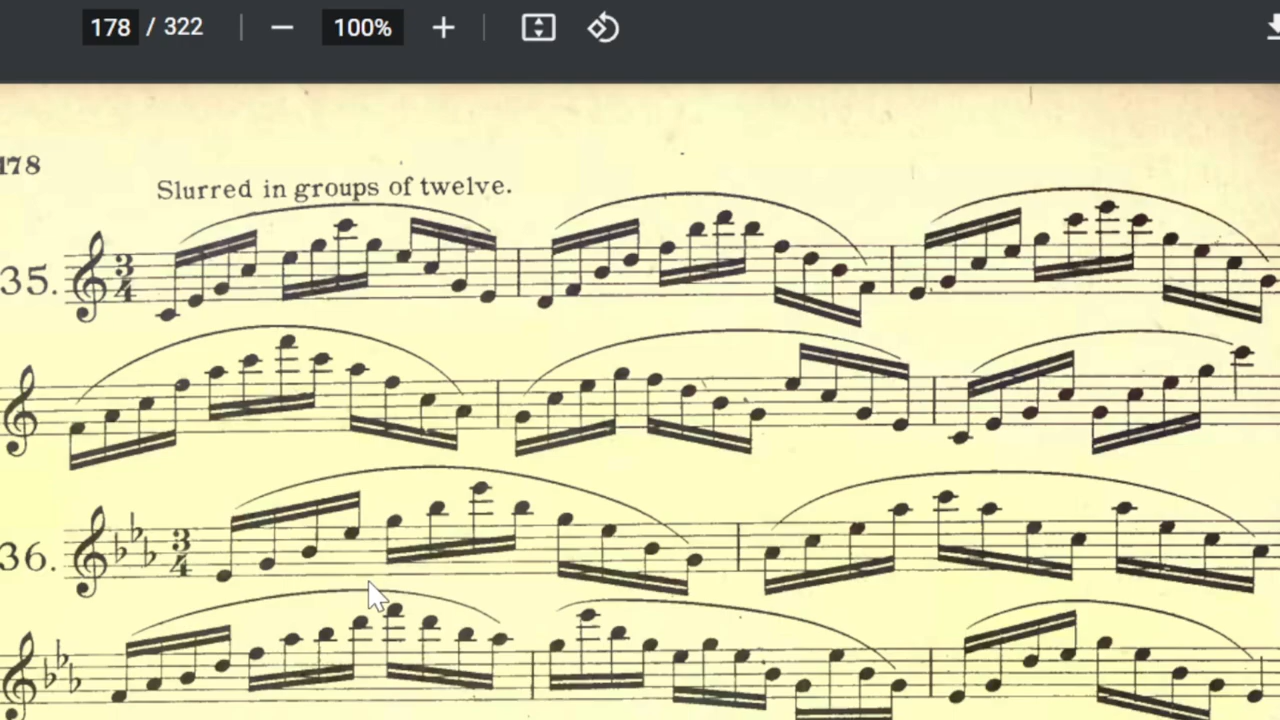 178 / 322 — 100% +
178
Slurred in groups of twelve.
35. 3 4
36. 3 4